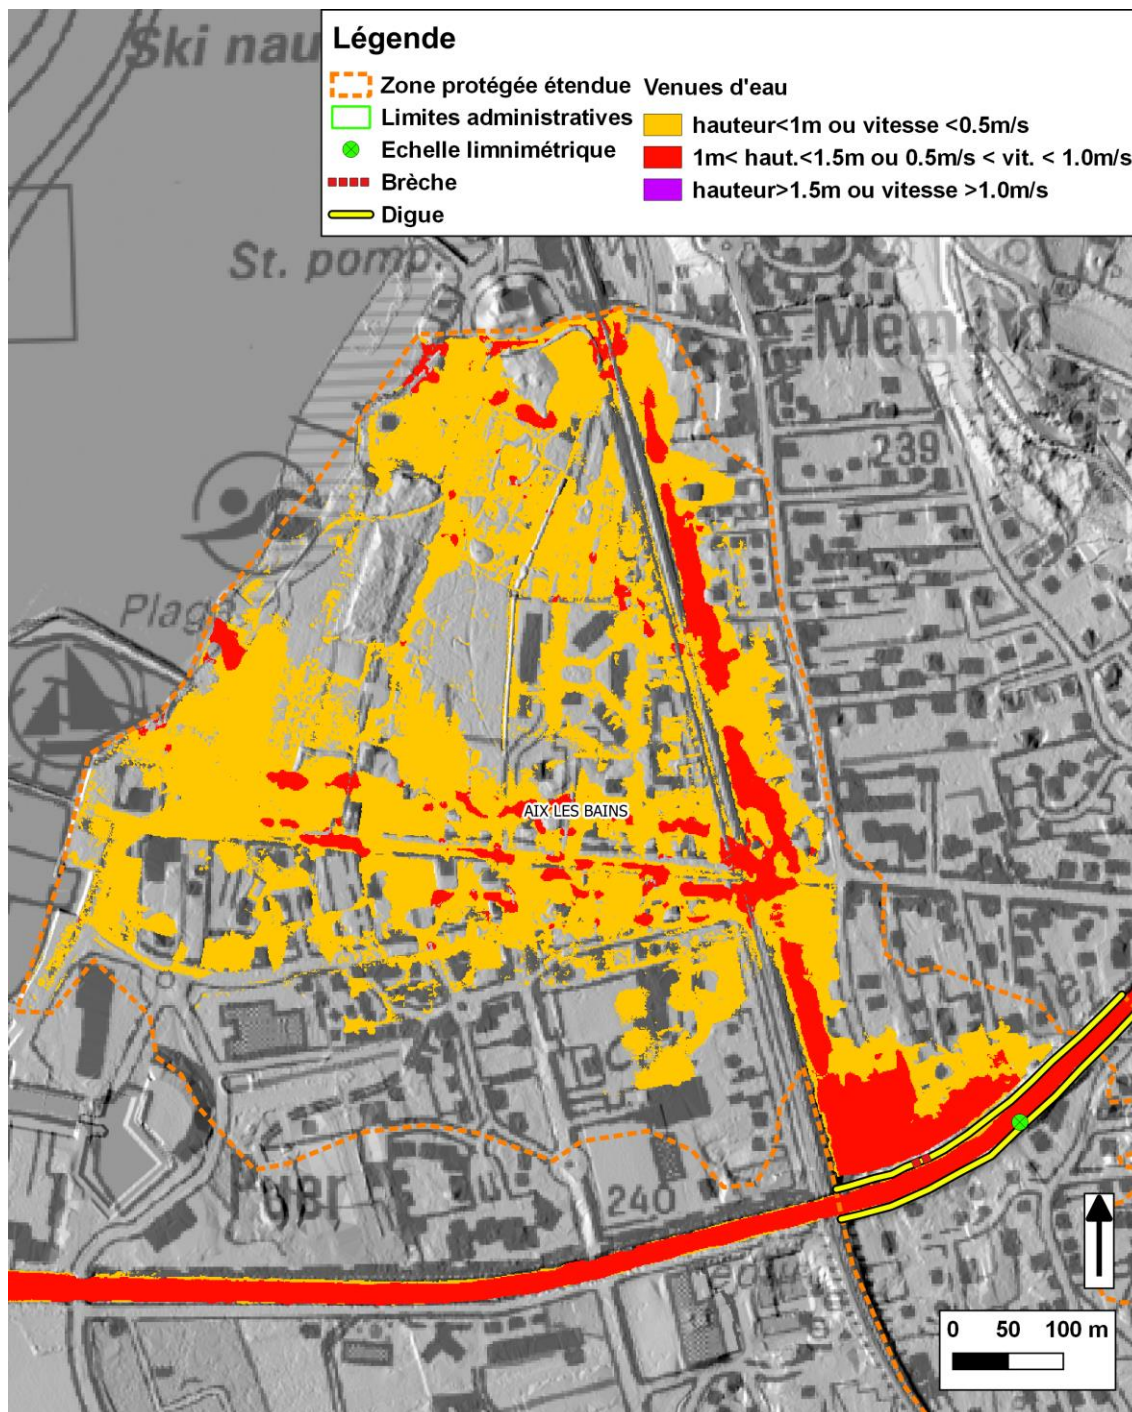 Ski nau
Légende
Zone protégée étendue
Limites administratives
Echelle limnimétrique
Brèche
Digue
Venues d'eau
hauteur<1m ou vitesse <0.5m/s
1m< haut.<1.5m ou 0.5m/s < vit. < 1.0m/s
hauteur>1.5m ou vitesse >1.0m/s
St. pomp.
239
Plage
AIX LES BAINS
240
0 50 100 m